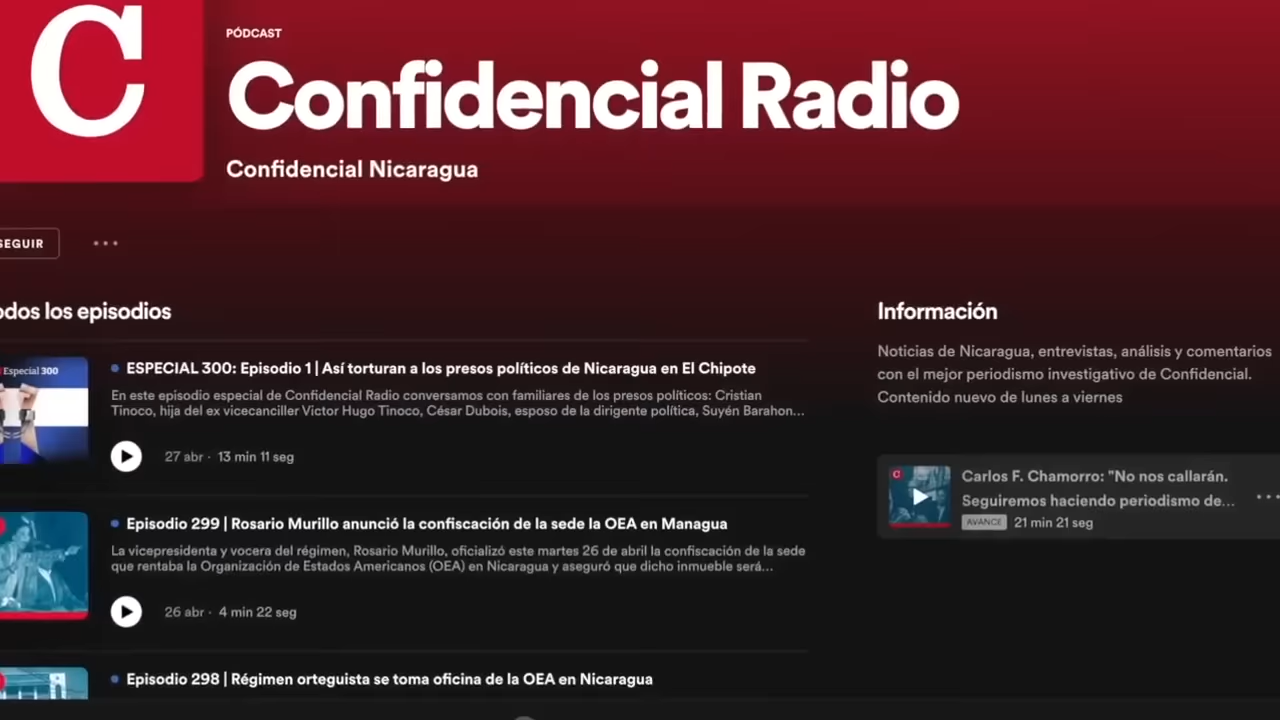 C
PÓDCAST
Confidencial Radio
Confidencial Nicaragua
SEGUIR
odos los episodios
Especial 300
ESPECIAL 300: Episodio 1 | Así torturan a los presos políticos de Nicaragua en El Chipote
En este episodio especial de Confidencial Radio conversamos con familiares de los presos políticos: Cristian
Tinoco, hija del ex vicecanciller Victor Hugo Tinoco, César Dubois, esposo de la dirigente política, Suyén Barahon...
27 abr · 13 min 11 seg
Episodio 299 | Rosario Murillo anunció la confiscación de la sede la OEA en Managua
La vicepresidenta y vocera del régimen, Rosario Murillo, oficializó este martes 26 de abril la confiscación de la sede
que rentaba la Organización de Estados Americanos (OEA) en Nicaragua y aseguró que dicho inmueble será...
26 abr · 4 min 22 seg
Episodio 298 | Régimen orteguista se toma oficina de la OEA en Nicaragua
Información
Noticias de Nicaragua, entrevistas, análisis y comentarios
con el mejor periodismo investigativo de Confidencial.
Contenido nuevo de lunes a viernes
C
Carlos F. Chamorro: "No nos callarán.
Seguiremos haciendo periodismo de...
AVANCE 21 min 21 seg